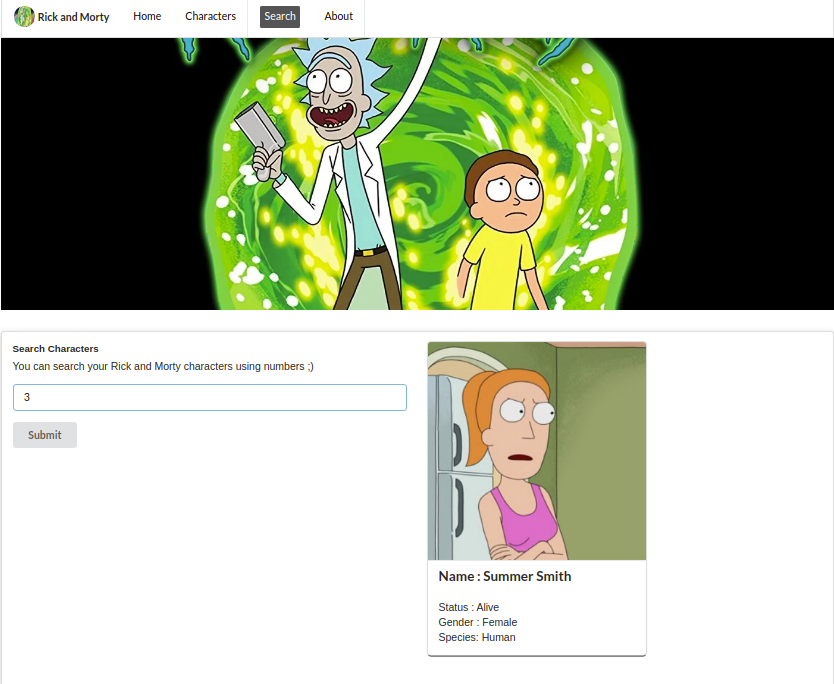 Rick and Morty Home Characters Search About
Search Characters
You can search your Rick and Morty characters using numbers ;)
3
Submit
Name : Summer Smith
Status : Alive
Gender : Female
Species: Human